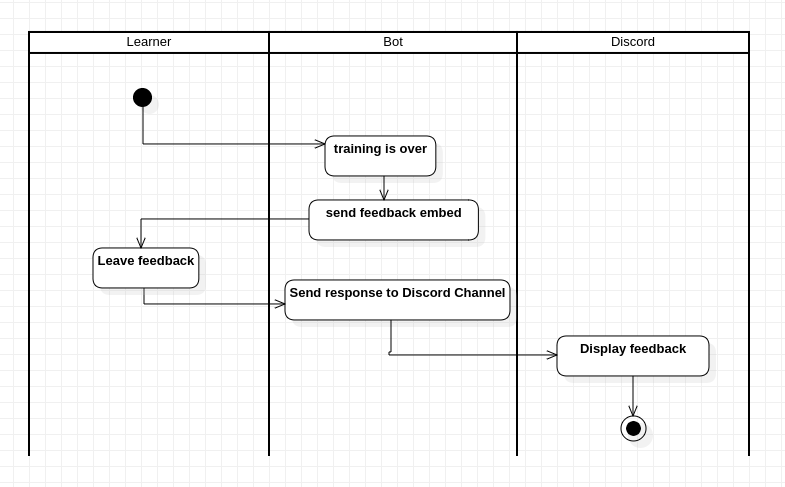 Learner
Bot
Discord
training is over
send feedback embed
Leave feedback
Send response to Discord Channel
Display feedback